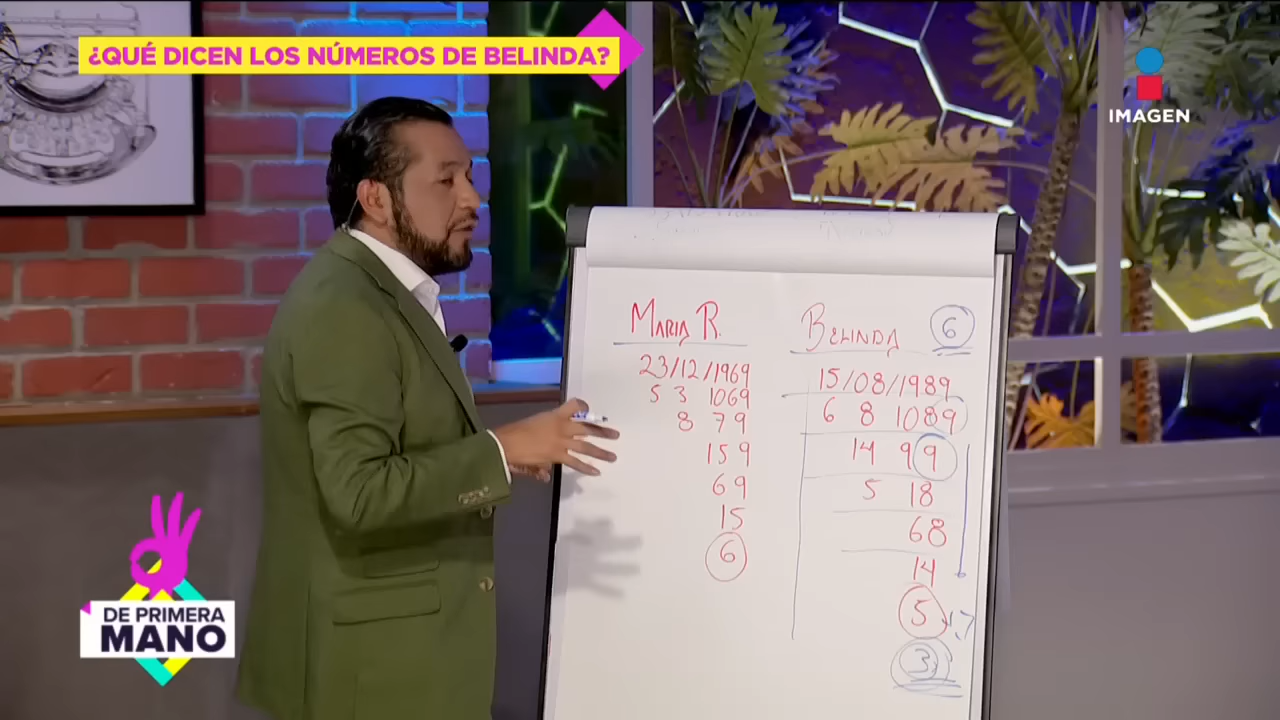 ¿QUÉ DICEN LOS NÚMEROS DE BELINDA?
IMAGEN
MARIA R.
23/12/1969
5 3 1069
8 79
159
69
15
6
BELINDA 6
15/08/1989
6 8 1089
14 9 9
5 18
68
14
5
3
DE PRIMERA
MANO